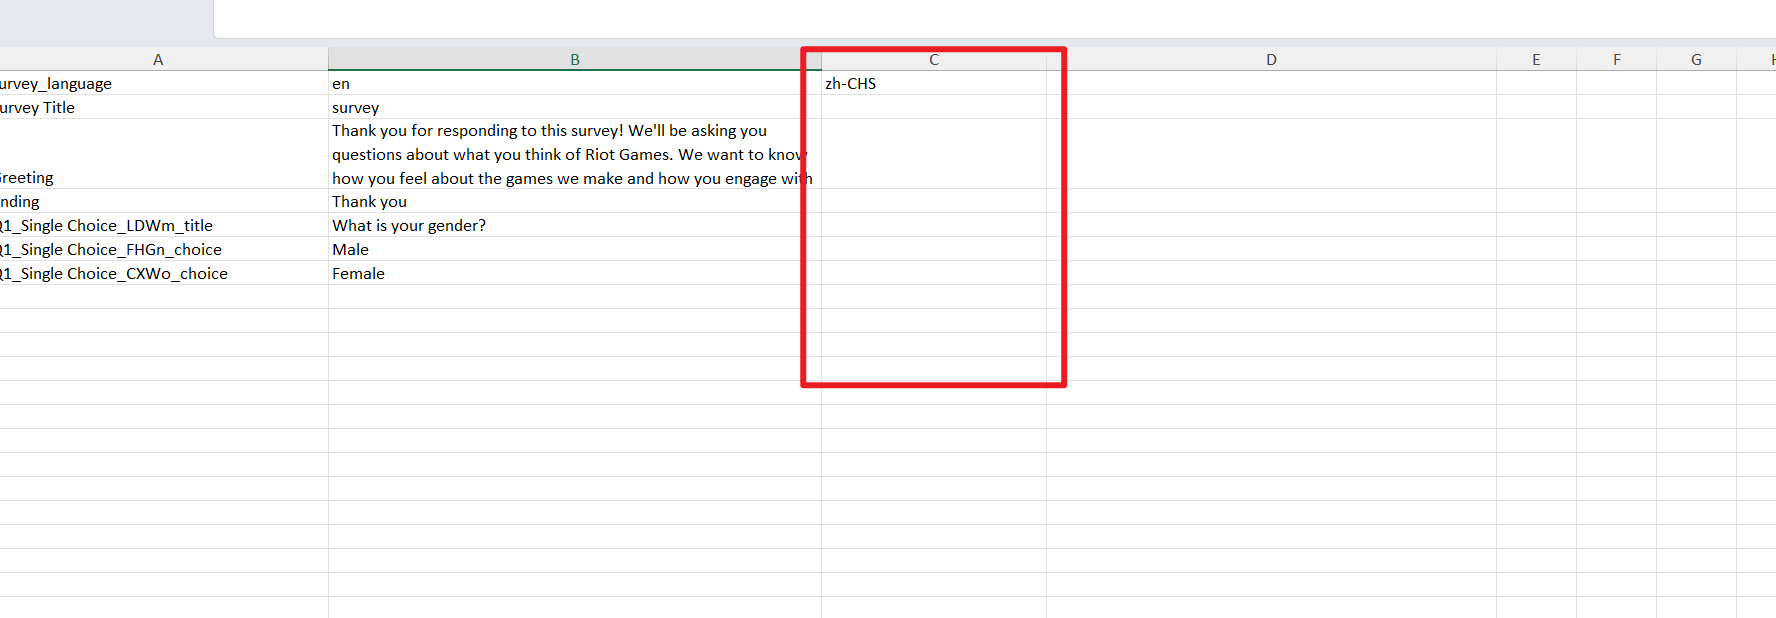 A B C D E F G H
urvey_language en zh-CHS
urvey Title survey
Thank you for responding to this survey! We'll be asking you
questions about what you think of Riot Games. We want to know
reeting how you feel about the games we make and how you engage with
nding Thank you
Q1_Single Choice_LDWm_title What is your gender?
Q1_Single Choice_FHGn_choice Male
Q1_Single Choice_CXWo_choice Female